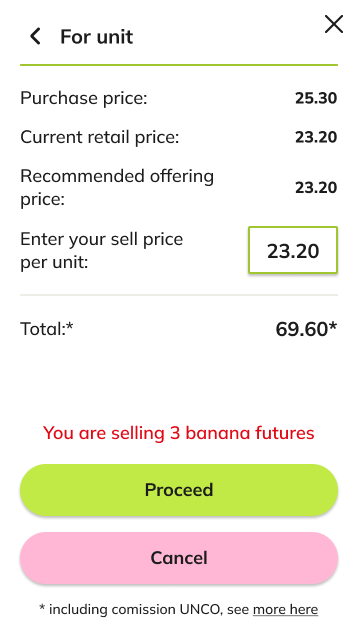 For unit
Purchase price: 25.30
Current retail price: 23.20
Recommended offering
price: 23.20
Enter your sell price
per unit: 23.20
Total:* 69.60*
You are selling 3 banana futures
Proceed
Cancel
* including comission UNCO, see more here